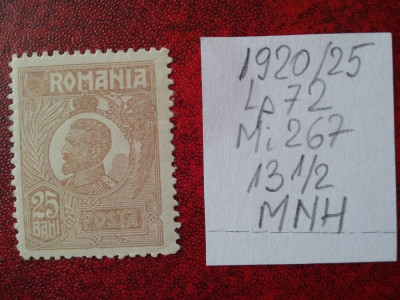 ROMANIA
25
BANI
POSTA
1920/25
Lp 72
Mi 267
13 1/2
MNH